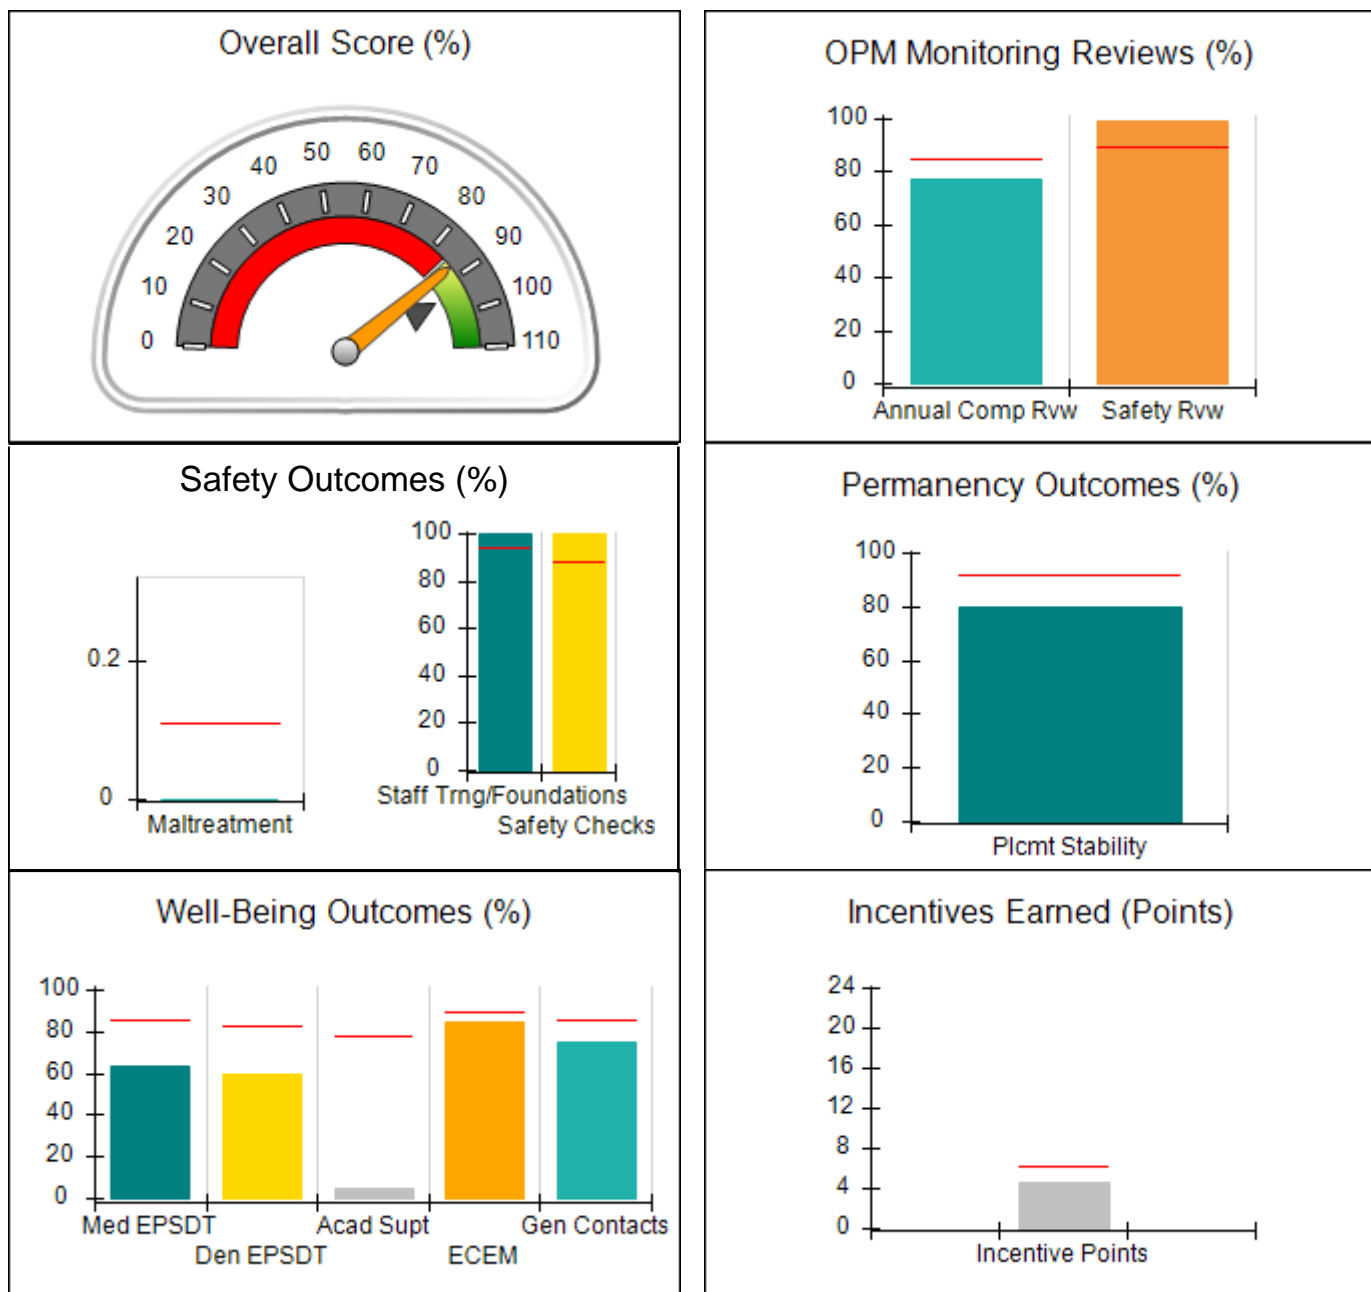 Overall Score (%)
0
10
20
30
40
50
60
70
80
90
100
110
OPM Monitoring Reviews (%)
100
80
60
40
20
0
Annual Comp Rvw
Safety Rvw
Safety Outcomes (%)
0.2
0
Maltreatment
100
80
60
40
20
0
Staff Trng/Foundations
Safety Checks
Permanency Outcomes (%)
100
80
60
40
20
0
Plcmt Stability
Well-Being Outcomes (%)
100
80
60
40
20
0
Med EPSDT
Den EPSDT
Acad Supt
ECEM
Gen Contacts
Incentives Earned (Points)
24
20
16
12
8
4
0
Incentive Points